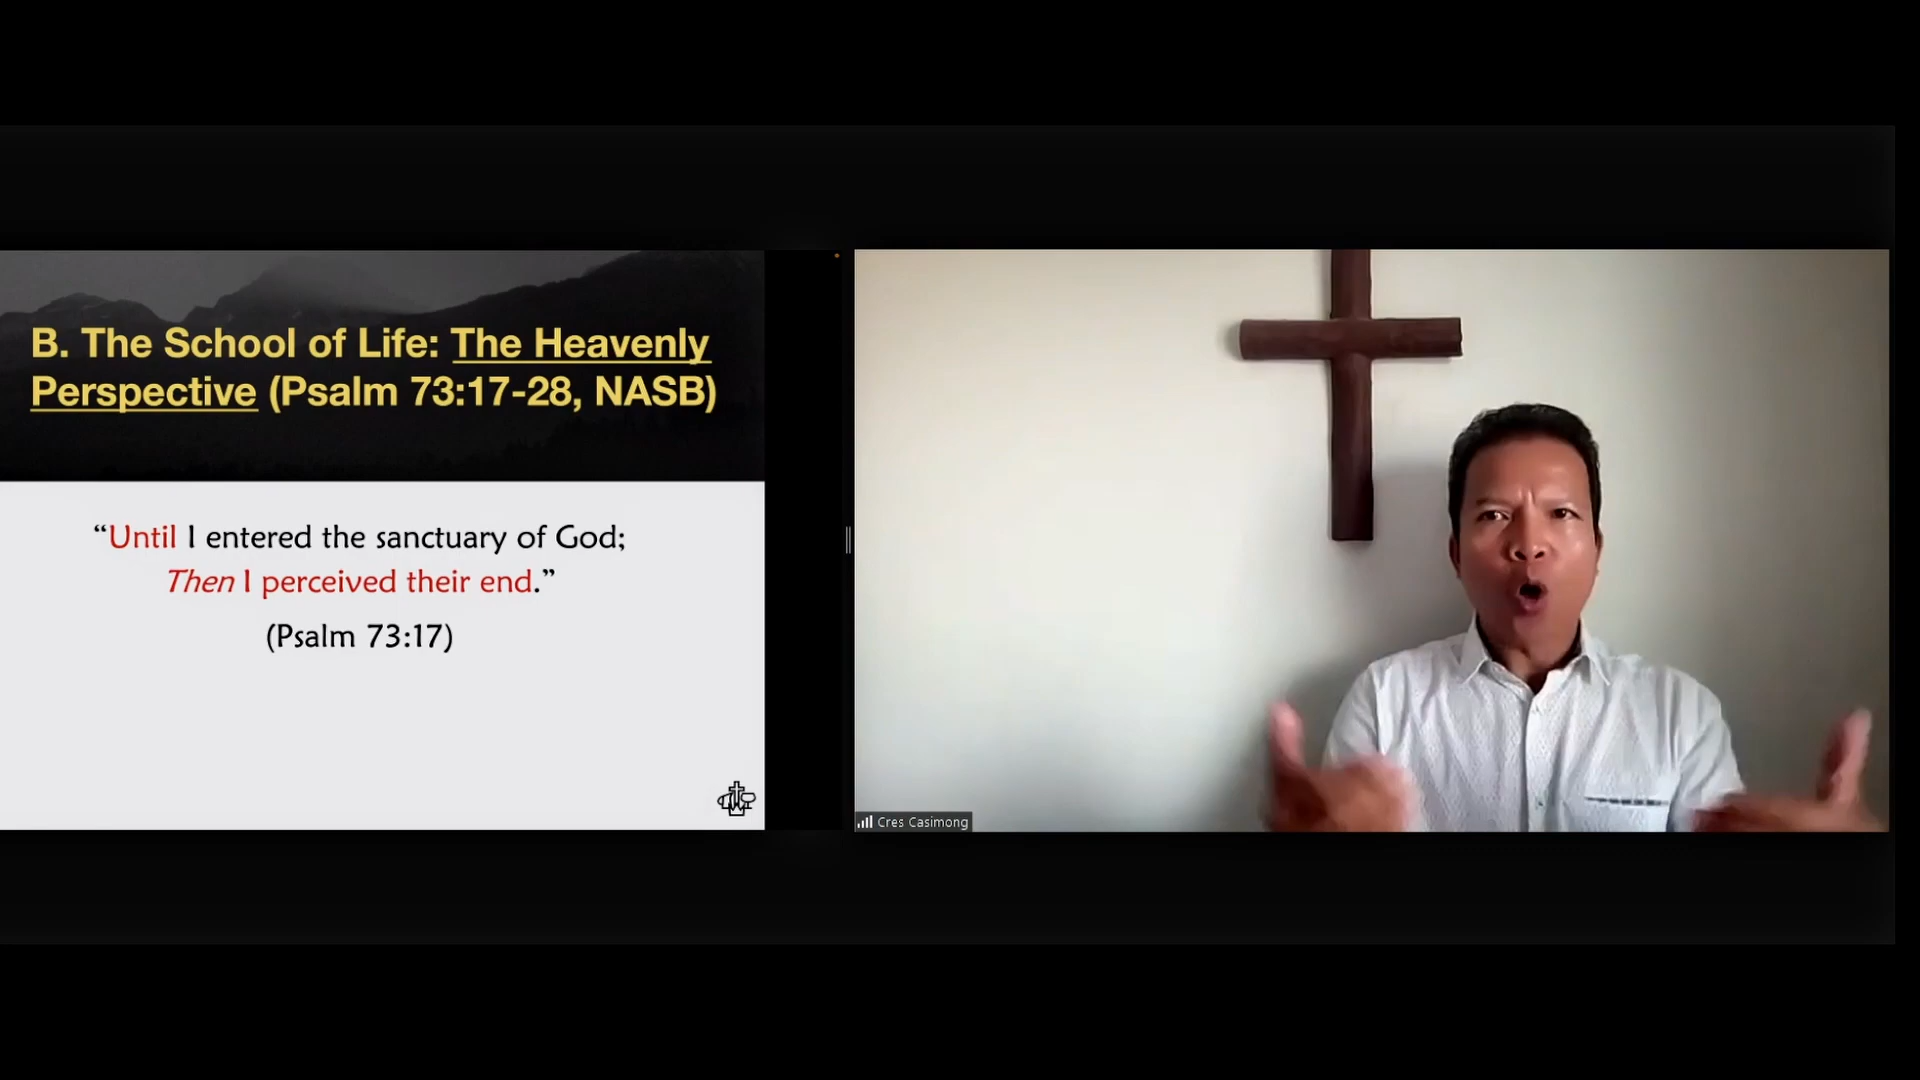 B. The School of Life: The Heavenly
Perspective (Psalm 73:17-28, NASB)
“Until I entered the sanctuary of God;
Then I perceived their end.”
(Psalm 73:17)
Cres Casimong